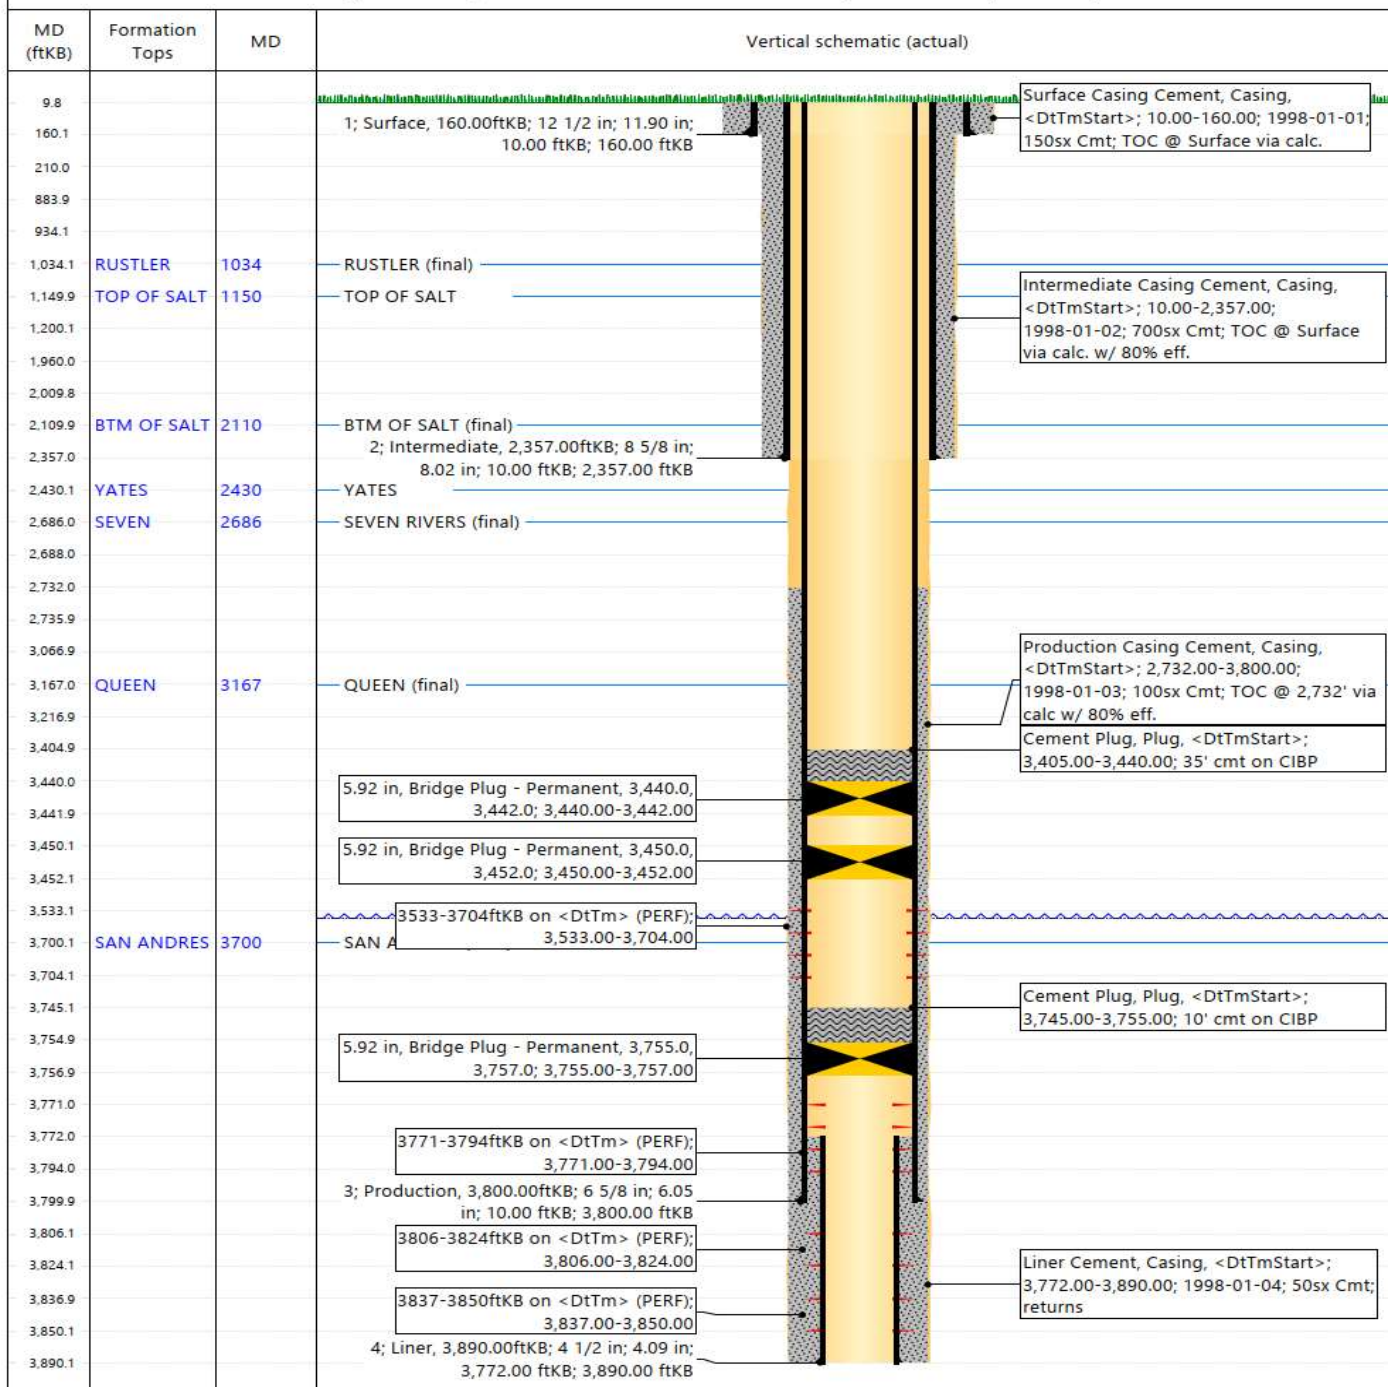 MD
(ftKB)
Formation
Tops
MD
Vertical schematic (actual)
9.8
160.1
210.0
883.9
934.1
1,034.1
1,149.9
1,200.1
1,960.0
2,009.8
2,109.9
2,357.0
2,430.1
2,686.0
2,688.0
2,732.0
2,735.9
3,066.9
3,167.0
3,216.9
3,404.9
3,440.0
3,441.9
3,450.1
3,452.1
3,533.1
3,700.1
3,704.1
3,745.1
3,754.9
3,756.9
3,771.0
3,772.0
3,794.0
3,799.9
3,806.1
3,824.1
3,836.9
3,850.1
3,890.1
RUSTLER 1034
TOP OF SALT 1150
BTM OF SALT 2110
YATES 2430
SEVEN 2686
QUEEN 3167
SAN ANDRES 3700
1; Surface, 160.00ftKB; 12 1/2 in; 11.90 in;
10.00 ftKB; 160.00 ftKB
RUSTLER (final)
TOP OF SALT
BTM OF SALT (final)
2; Intermediate, 2,357.00ftKB; 8 5/8 in;
8.02 in; 10.00 ftKB; 2,357.00 ftKB
YATES
SEVEN RIVERS (final)
QUEEN (final)
5.92 in, Bridge Plug - Permanent, 3,440.0,
3,442.0; 3,440.00-3,442.00
5.92 in, Bridge Plug - Permanent, 3,450.0,
3,452.0; 3,450.00-3,452.00
3533-3704ftKB on <DtTm> (PERF);
3,533.00-3,704.00
SAN A
5.92 in, Bridge Plug - Permanent, 3,755.0,
3,757.0; 3,755.00-3,757.00
3771-3794ftKB on <DtTm> (PERF);
3,771.00-3,794.00
3; Production, 3,800.00ftKB; 6 5/8 in; 6.05
in; 10.00 ftKB; 3,800.00 ftKB
3806-3824ftKB on <DtTm> (PERF);
3,806.00-3,824.00
3837-3850ftKB on <DtTm> (PERF);
3,837.00-3,850.00
4; Liner, 3,890.00ftKB; 4 1/2 in; 4.09 in;
3,772.00 ftKB; 3,890.00 ftKB
Surface Casing Cement, Casing,
<DtTmStart>; 10.00-160.00; 1998-01-01;
150sx Cmt; TOC @ Surface via calc.
Intermediate Casing Cement, Casing,
<DtTmStart>; 10.00-2,357.00;
1998-01-02; 700sx Cmt; TOC @ Surface
via calc. w/ 80% eff.
Production Casing Cement, Casing,
<DtTmStart>; 2,732.00-3,800.00;
1998-01-03; 100sx Cmt; TOC @ 2,732' via
calc w/ 80% eff.
Cement Plug, Plug, <DtTmStart>;
3,405.00-3,440.00; 35' cmt on CIBP
Cement Plug, Plug, <DtTmStart>;
3,745.00-3,755.00; 10' cmt on CIBP
Liner Cement, Casing, <DtTmStart>;
3,772.00-3,890.00; 1998-01-04; 50sx Cmt;
returns